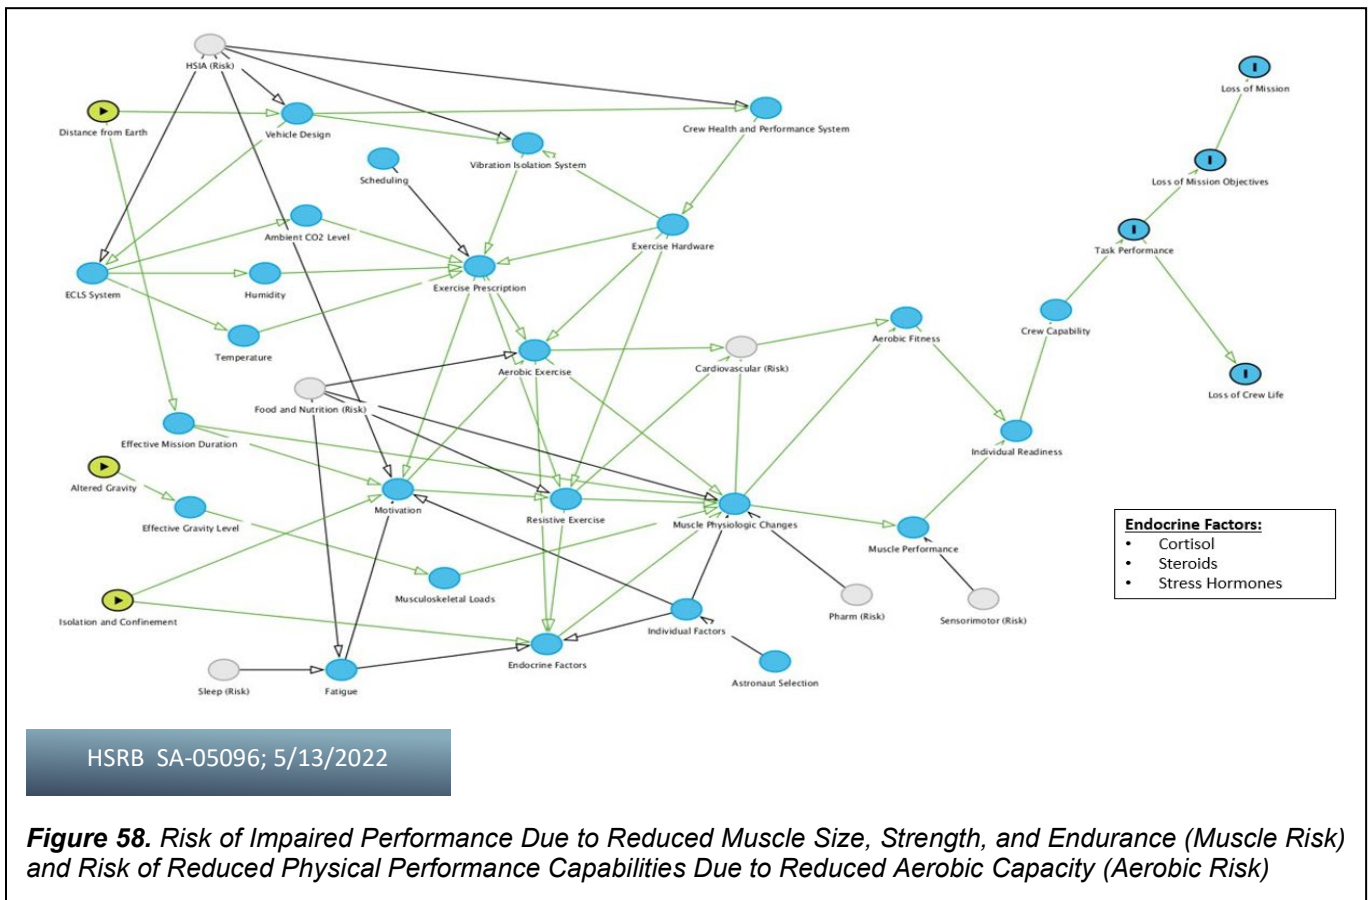 HSIA (Risk)
Loss of Mission
Distance from Earth
Vehicle Design
Crew Health and Performance System
Vibration Isolation System
Scheduling
Loss of Mission Objectives
Ambient CO2 Level
Exercise Hardware
Task Performance
ECLS System
Humidity
Exercise Prescription
Crew Capability
Temperature
Aerobic Exercise
Cardiovascular (Risk)
Aerobic Fitness
Food and Nutrition (Risk)
Loss of Crew Life
Effective Mission Duration
Individual Readiness
Altered Gravity
Effective Gravity Level
Motivation
Resistive Exercise
Muscle Physiologic Changes
Muscle Performance
Musculoskeletal Loads
Isolation and Confinement
Individual Factors
Pharm (Risk)
Sensorimotor (Risk)
Endocrine Factors
Sleep (Risk)
Fatigue
Astronaut Selection
Endocrine Factors:
• Cortisol
• Steroids
• Stress Hormones
HSRB SA-05096; 5/13/2022
Figure 58. Risk of Impaired Performance Due to Reduced Muscle Size, Strength, and Endurance (Muscle Risk)
and Risk of Reduced Physical Performance Capabilities Due to Reduced Aerobic Capacity (Aerobic Risk)